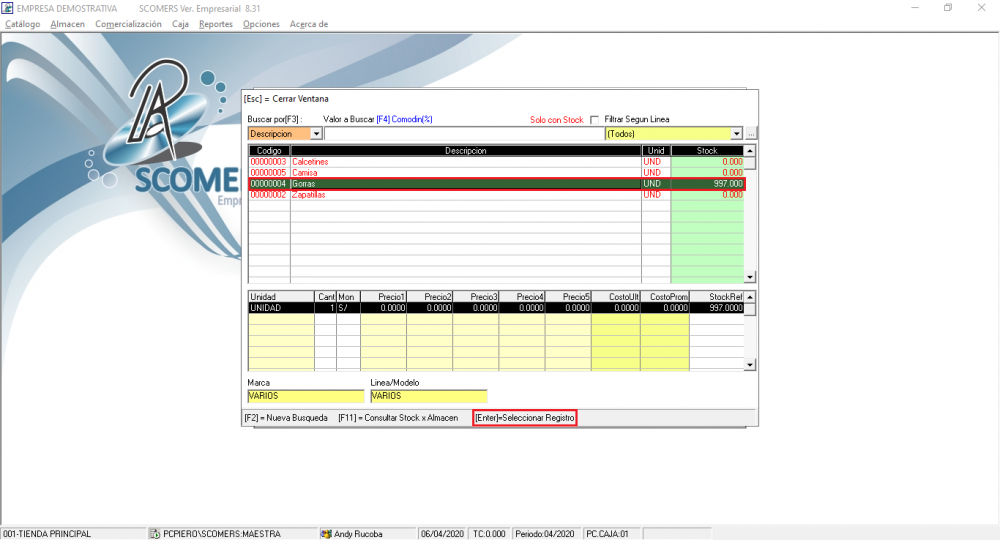 EMPRESA DEMOSTRATIVA SCOMERS Ver. Empresarial 8.31
Catálogo Almacen Comercialización Caja Reportes Opciones Acerca de
SCOMERS
Empr
[Esc] = Cerrar Ventana
Buscar por[F3] : Valor a Buscar [F4] Comodin(%) Solo con Stock Filtrar Segun Linea
Descripcion (Todos) ...
Codigo Descripcion Unid Stock
00000003 Calcetines UND 0.000
00000005 Camisa UND 0.000
00000004 Gorras UND 997.000
00000002 Zapatillas UND 0.000
Unidad Cant Mon Precio1 Precio2 Precio3 Precio4 Precio5 CostoUlt CostoProm StockRef
UNIDAD 1 S/ 0.0000 0.0000 0.0000 0.0000 0.0000 0.0000 0.0000 997.0000
Marca Linea/Modelo
VARIOS VARIOS
[F2] = Nueva Busqueda [F11] = Consultar Stock x Almacen [Enter]=Seleccionar Registro
001-TIENDA PRINCIPAL PCPIERO\SCOMERS:MAESTRA Andy Rucoba 06/04/2020 TC:0.000 Periodo:04/2020 PC.CAJA:01